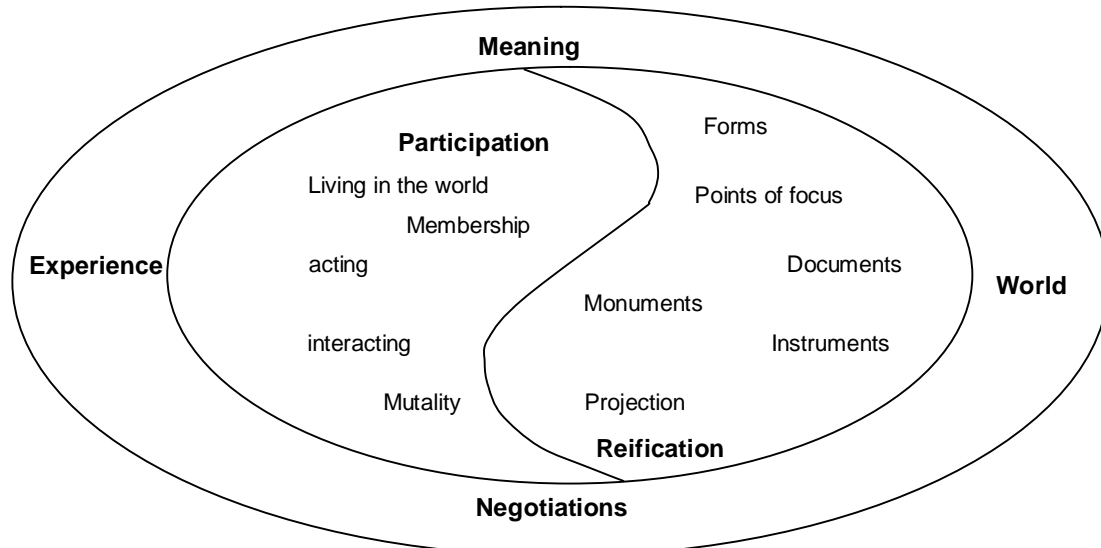 Meaning
Participation
Living in the world
Membership
acting
interacting
Mutality
Forms
Points of focus
Documents
Monuments
Instruments
Projection
Reification
Experience
World
Negotiations